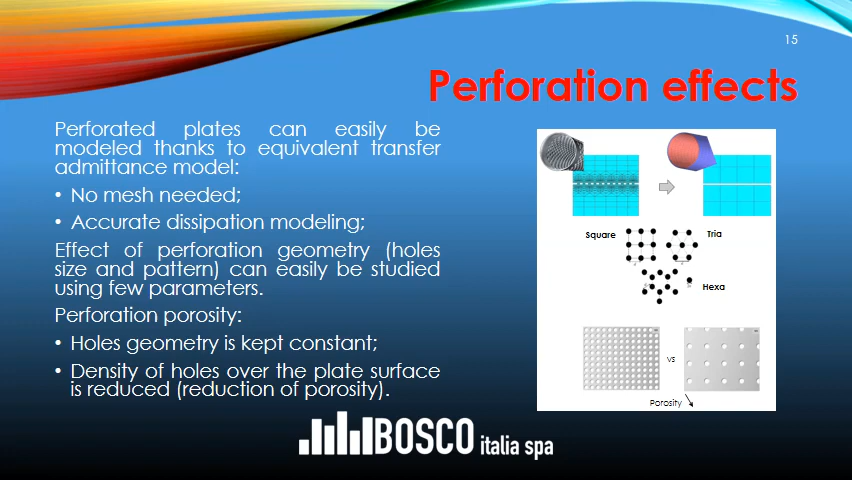 15
Perforation effects
Perforated plates can easily be
modeled thanks to equivalent transfer
admittance model:
• No mesh needed;
• Accurate dissipation modeling;
Effect of perforation geometry (holes
size and pattern) can easily be studied
using few parameters.
Perforation porosity:
• Holes geometry is kept constant;
• Density of holes over the plate surface
is reduced (reduction of porosity).
Square
Tria
Hexa
vs
Porosity
BOSCO italia spa